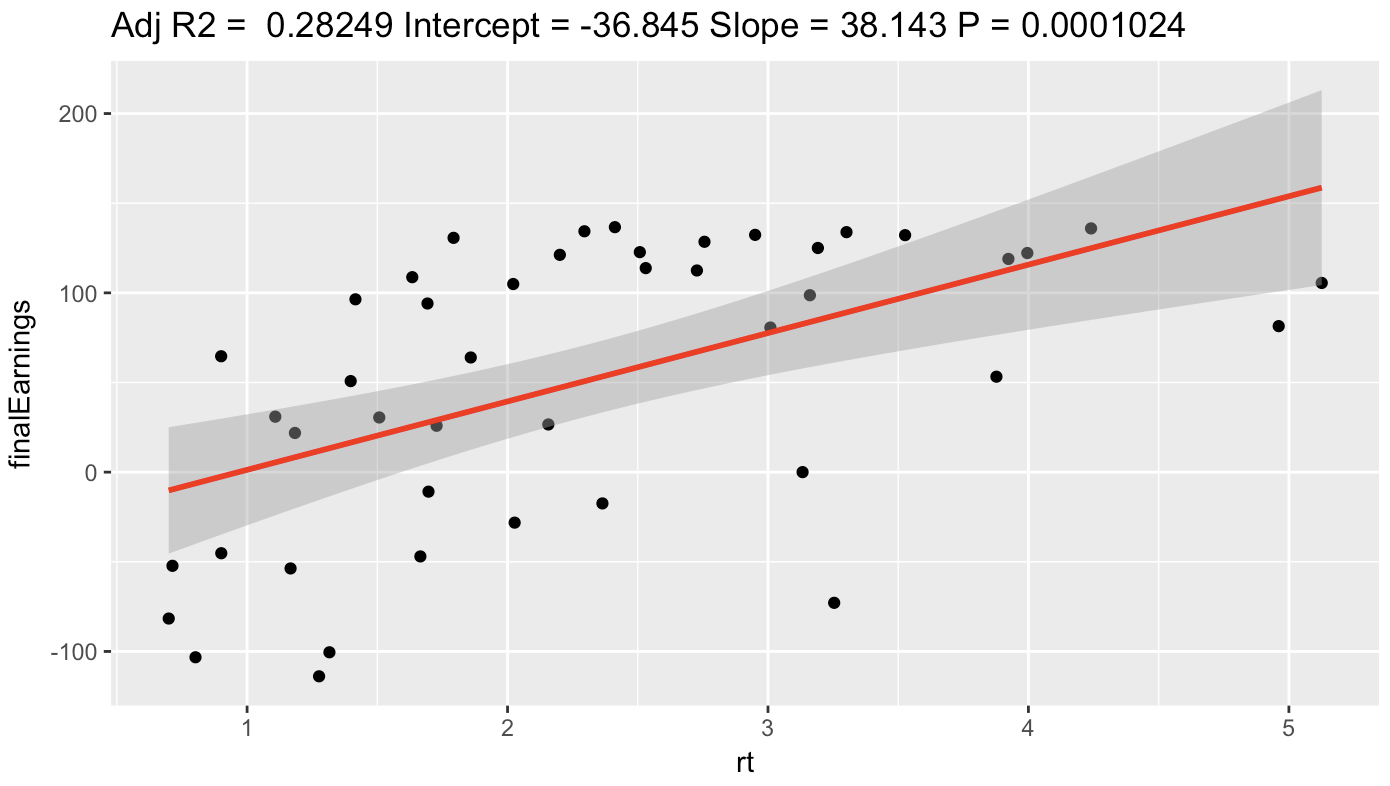 Adj R2 =  0.28249 Intercept = -36.845 Slope = 38.143 P = 0.0001024
200
100
0
-100
finalEarnings
1 2 3 4 5
rt